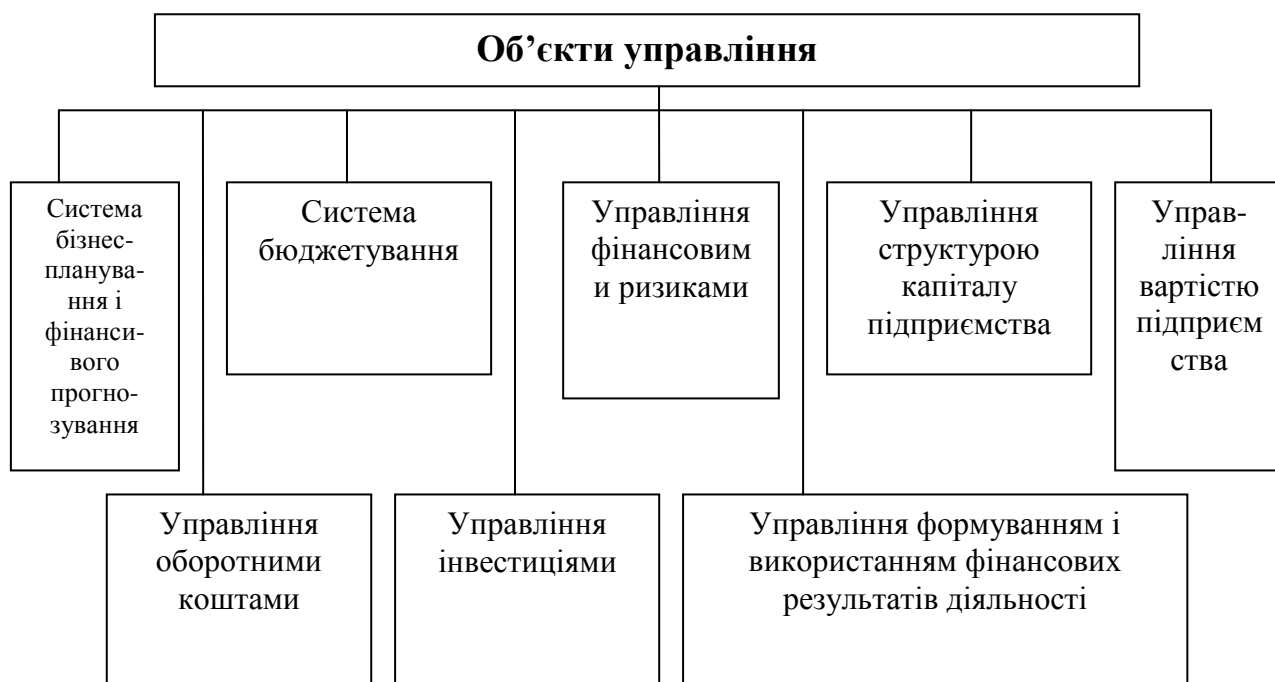 Об’єкти управління
Система
бізнес-
планува-
ння і
фінанси-
вого
прогно-
зування
Система
бюджетування
Управління
фінансовим
и ризиками
Управління
структурою
капіталу
підприємства
Управ-
ління
вартістю
підприєм
ства
Управління
оборотними
коштами
Управління
інвестиціями
Управління формуванням і
використанням фінансових
результатів діяльності